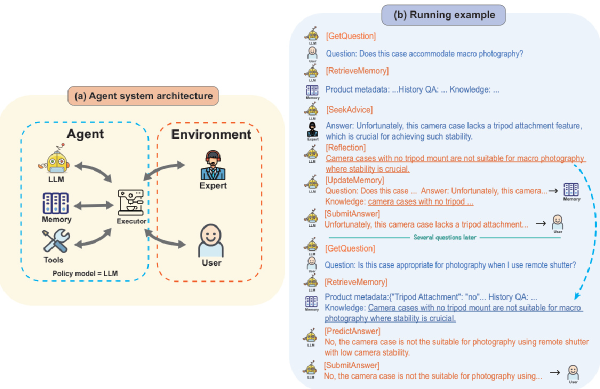 (a) Agent system architecture
Agent
Environment
LLM
Memory
Tools
Executor
Expert
User
Policy model = LLM
(b) Running example
LLM
[GetQuestion]
User
Question: Does this case accommodate macro photography?
LLM
[RetrieveMemory]
Memory
Product metadata: ...History QA: ... Knowledge: ...
LLM
[SeekAdvice]
Expert
Answer: Unfortunately, this camera case lacks a tripod attachment feature,
which is crucial for achieving such stability.
LLM
[Reflection]
Camera cases with no tripod mount are not suitable for macro photography
where stability is crucial.
LLM
[UpdateMemory]
Question: Does this case ... Answer: Unfortunately, this camera...
Knowledge: camera cases with no tripod ...
Memory
LLM
[SubmitAnswer]
Unfortunately, this camera case lacks a tripod attachment...
User
Several questions later
LLM
[GetQuestion]
User
Question: Is this case appropriate for photography when I use remote shutter?
LLM
[RetrieveMemory]
Memory
Product metadata:{"Tripod Attachment": "no"... History QA: ...
Knowledge: Camera cases with no tripod mount are not suitable for macro
photography where stability is cruicial.
LLM
[PredictAnswer]
No, the camera case is not the suitable for photography using remote shutter
with low camera stability.
LLM
[SubmitAnswer]
No, the camera case is not the suitable for photography using...
User